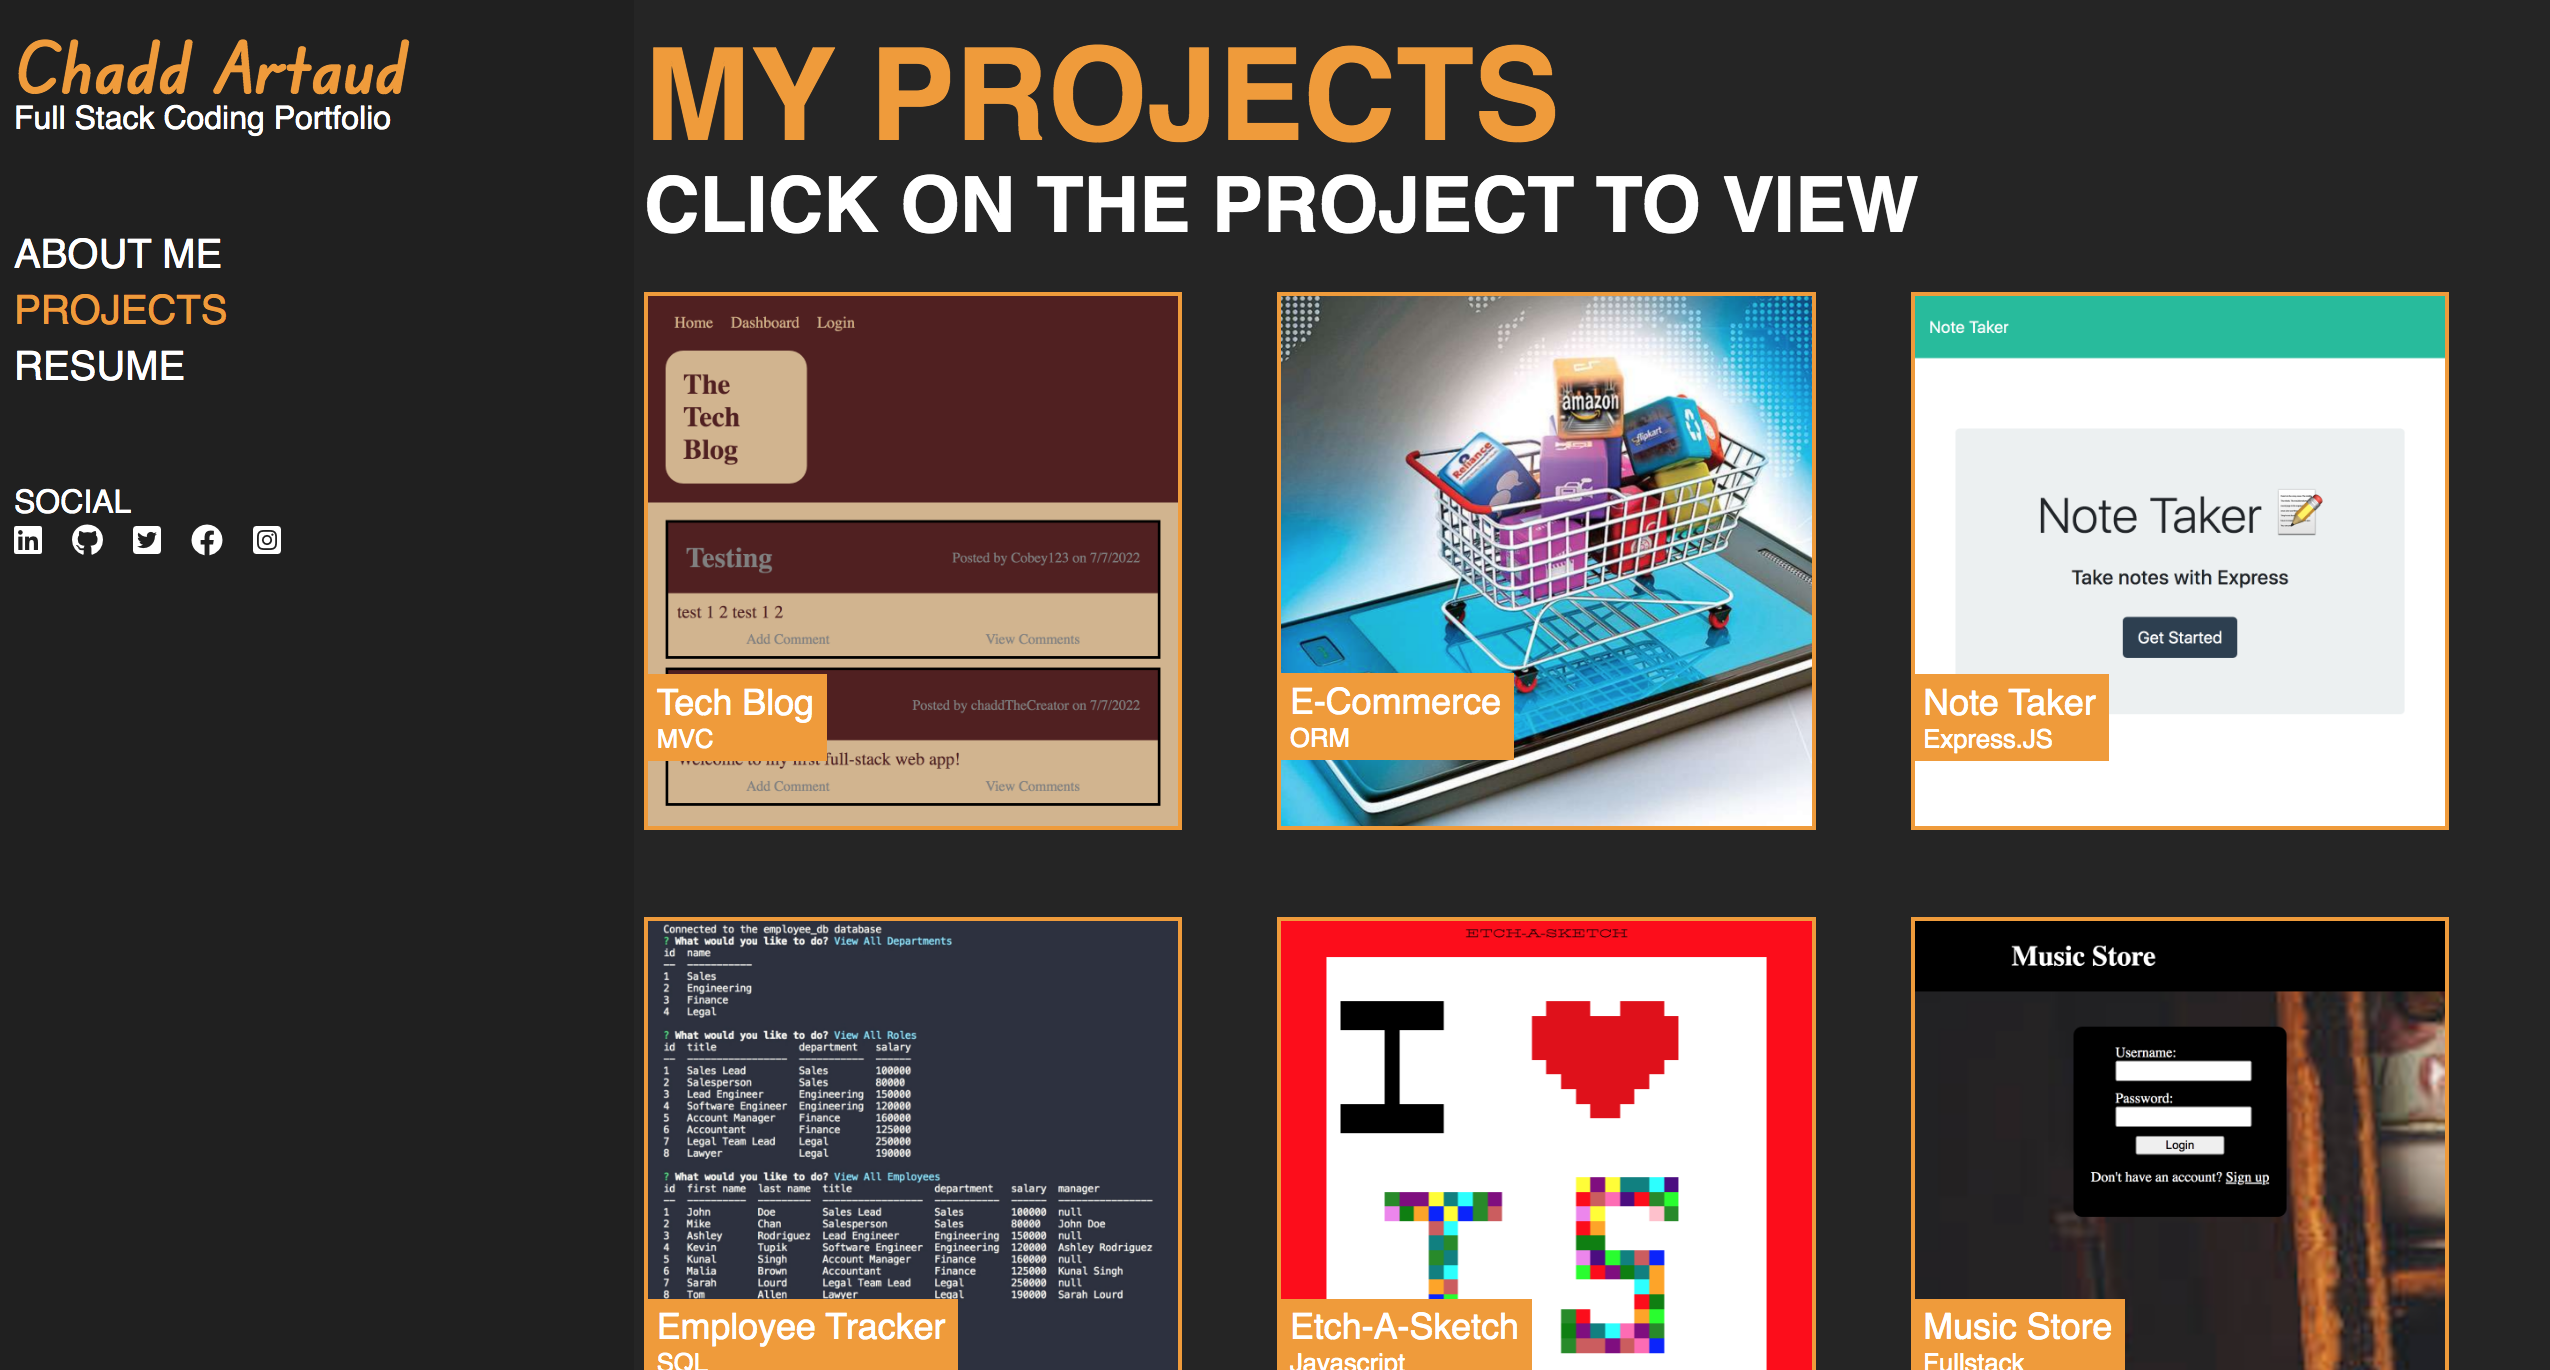 Chadd Artaud
Full Stack Coding Portfolio
ABOUT ME
PROJECTS
RESUME
SOCIAL
MY PROJECTS
CLICK ON THE PROJECT TO VIEW
Home Dashboard Login
The
Tech
Blog
Testing
Posted by Cobey123 on 7/7/2022
test 1 2 test 1 2
Add Comment View Comments
Posted by chaddTheCreator on 7/7/2022
Welcome to my first full-stack web app!
Add Comment View Comments
Tech Blog
MVC
amazon
flipkart
Reliance
E-Commerce
ORM
Note Taker
Note Taker
Take notes with Express
Get Started
Note Taker
Express.JS
Connected to the employee_db database
? What would you like to do? View All Departments
id name
-- -----------
1 Sales
2 Engineering
3 Finance
4 Legal
? What would you like to do? View All Roles
id title department salary
-- ----------------- ----------- ------
1 Sales Lead Sales 100000
2 Salesperson Sales 80000
3 Lead Engineer Engineering 150000
4 Software Engineer Engineering 120000
5 Account Manager Finance 160000
6 Accountant Finance 125000
7 Legal Team Lead Legal 250000
8 Lawyer Legal 190000
? What would you like to do? View All Employees
id first name last name title department salary manager
-- ---------- --------- ----------------- ----------- ------ ----------------
1 John Doe Sales Lead Sales 100000 null
2 Mike Chan Salesperson Sales 80000 John Doe
3 Ashley Rodriguez Lead Engineer Engineering 150000 null
4 Kevin Tupik Software Engineer Engineering 120000 Ashley Rodriguez
5 Kunal Singh Account Manager Finance 160000 null
6 Malia Brown Accountant Finance 125000 Kunal Singh
7 Sarah Lourd Legal Team Lead Legal 250000 null
8 Tom Allen Lawyer Legal 190000 Sarah Lourd
Employee Tracker
SQL
ETCH-A-SKETCH
I
T S
Etch-A-Sketch
Javascript
Music Store
Username:
Password:
Login
Don't have an account? Sign up
Music Store
Fullstack